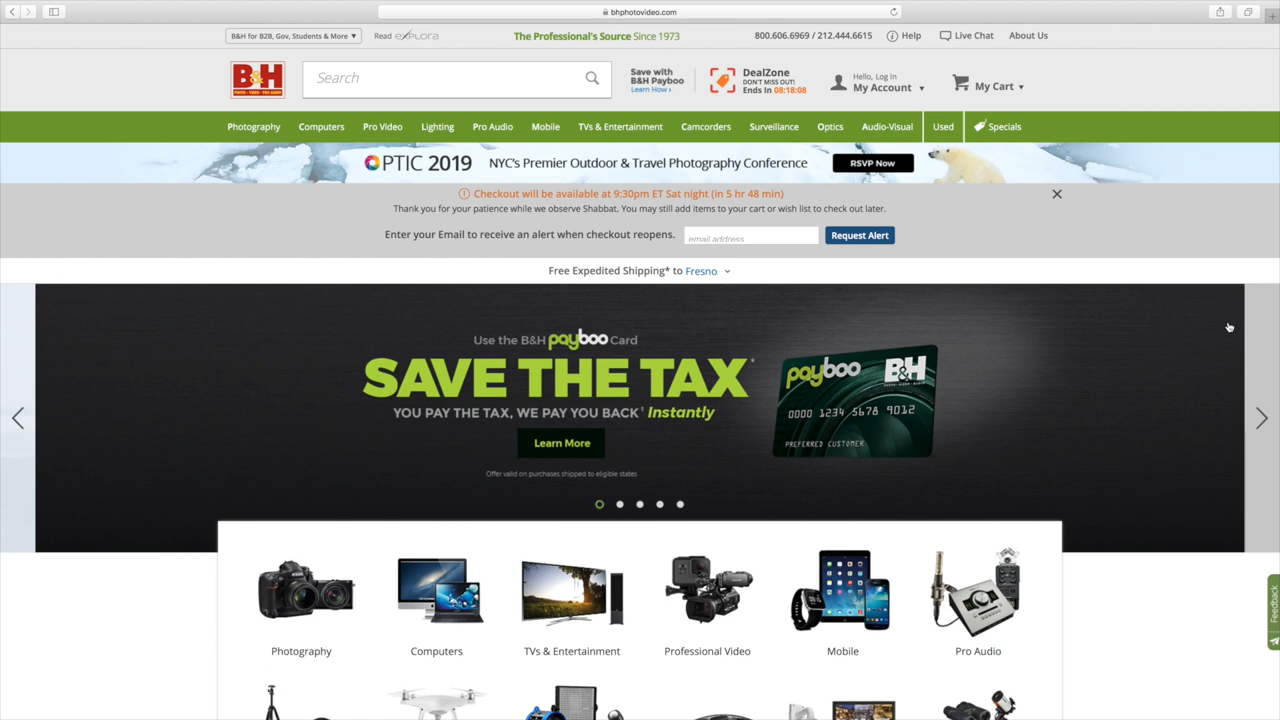 bhphotovideo.com
B&H for B2B, Gov, Students & More
Read explora
The Professional's Source Since 1973
800.606.6969 / 212.444.6615
Help
Live Chat
About Us
B&H
PHOTO · VIDEO · PRO AUDIO
Search
Save with
B&H Payboo
Learn How ›
DealZone
DON'T MISS OUT!
Ends In 08:18:08
Hello, Log In
My Account
My Cart
Photography
Computers
Pro Video
Lighting
Pro Audio
Mobile
TVs & Entertainment
Camcorders
Surveillance
Optics
Audio-Visual
Used
Specials
OPTIC 2019
NYC's Premier Outdoor & Travel Photography Conference
RSVP Now
Checkout will be available at 9:30pm ET Sat night (in 5 hr 48 min)
Thank you for your patience while we observe Shabbat. You may still add items to your cart or wish list to check out later.
Enter your Email to receive an alert when checkout reopens.
email address
Request Alert
Free Expedited Shipping* to Fresno
Use the B&H payboo Card
SAVE THE TAX*
YOU PAY THE TAX, WE PAY YOU BACK† Instantly
Learn More
Offer valid on purchases shipped to eligible states
payboo
B&H
PHOTO · VIDEO · AUDIO
0000 1234 5678 9012
PREFERRED CUSTOMER
Photography
Computers
TVs & Entertainment
Professional Video
Mobile
Pro Audio
Feedback